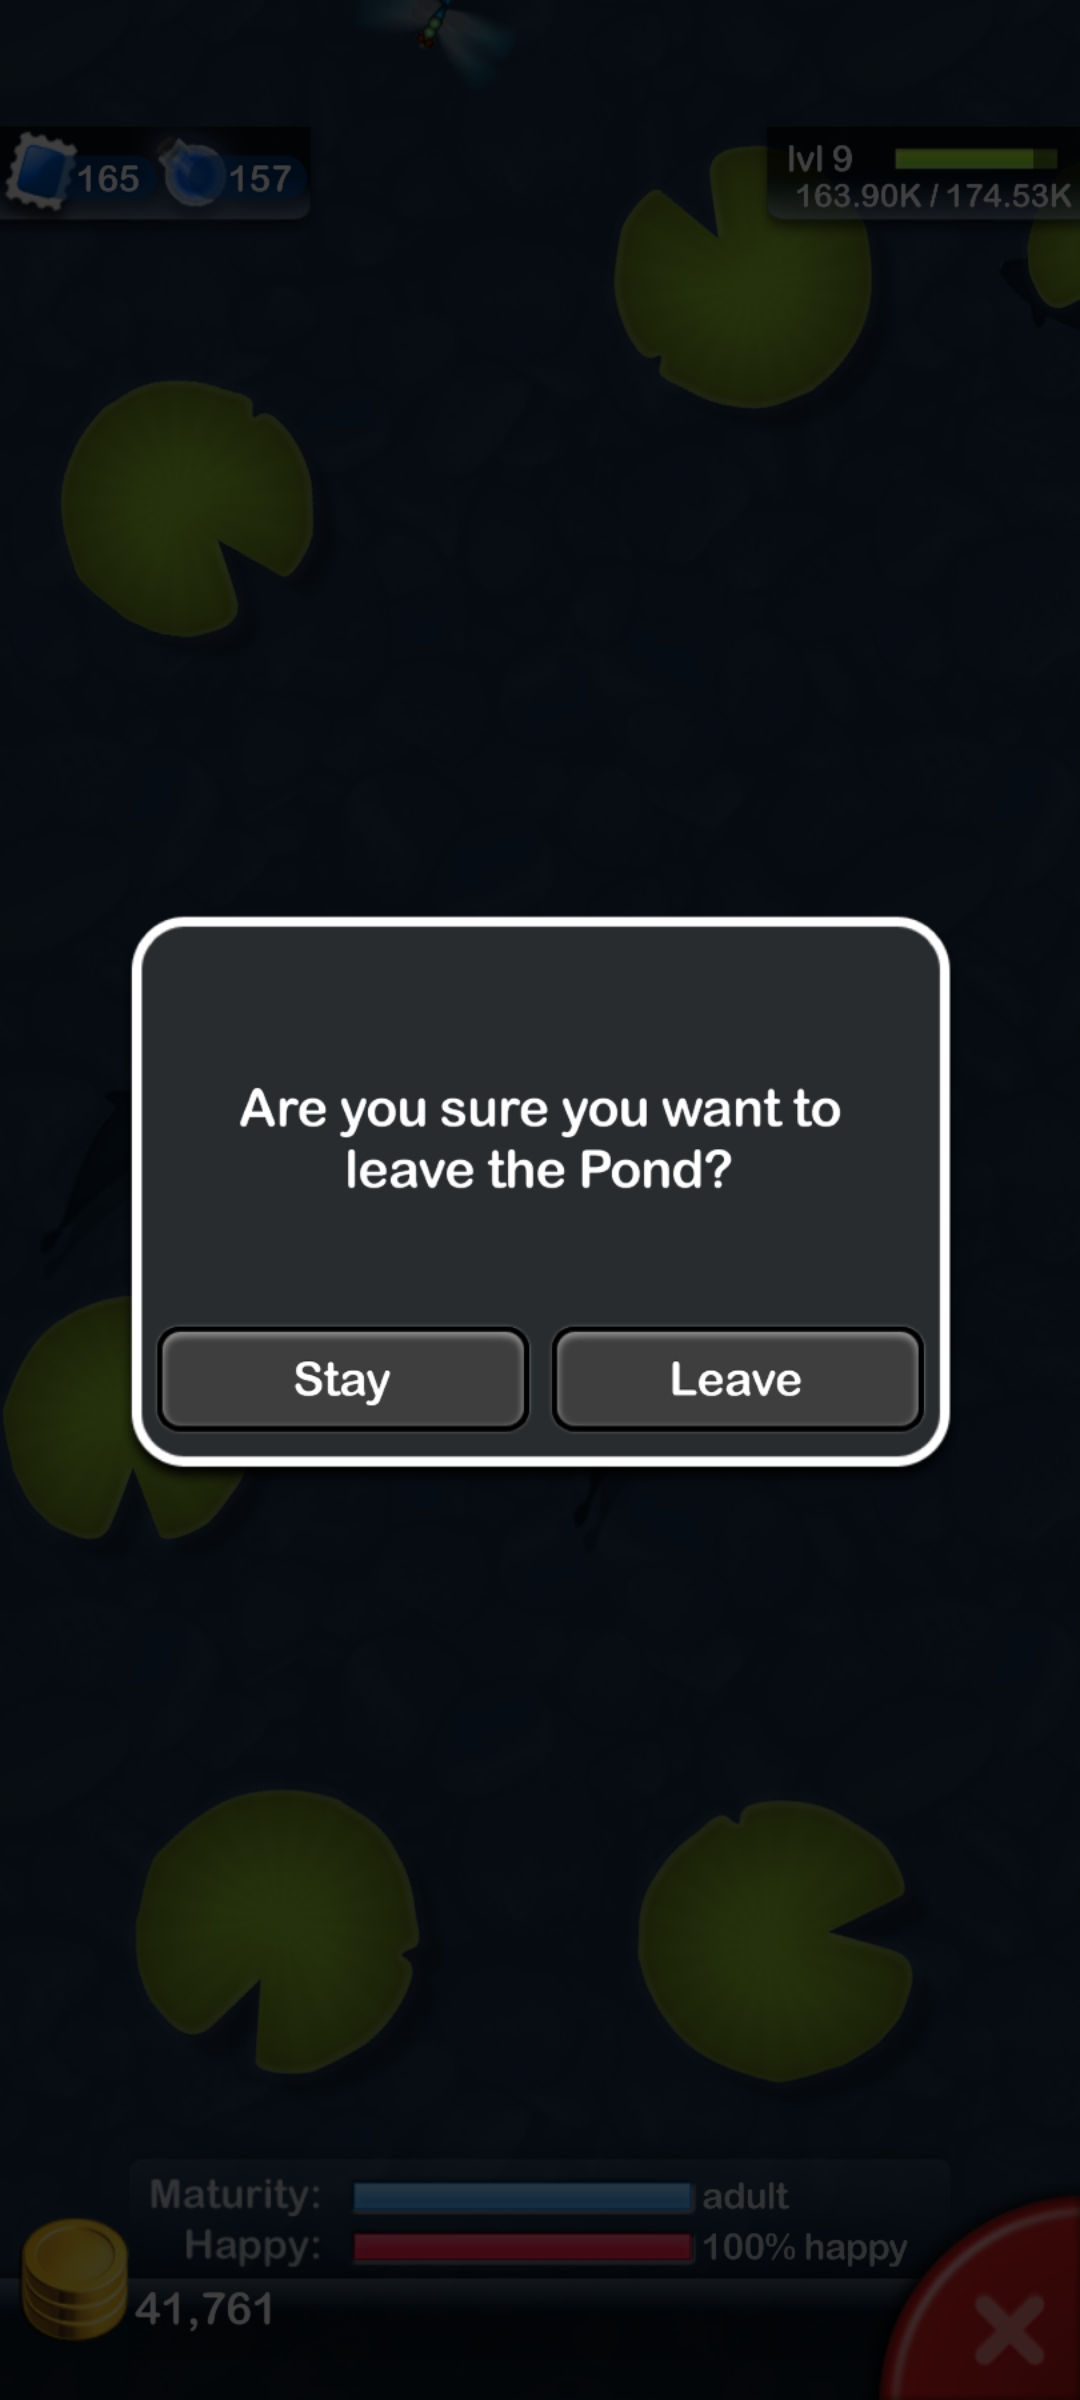 165 157
lvl 9
163.90K / 174.53K
Are you sure you want to
leave the Pond?
Stay Leave
Maturity: adult
Happy: 100% happy
41,761